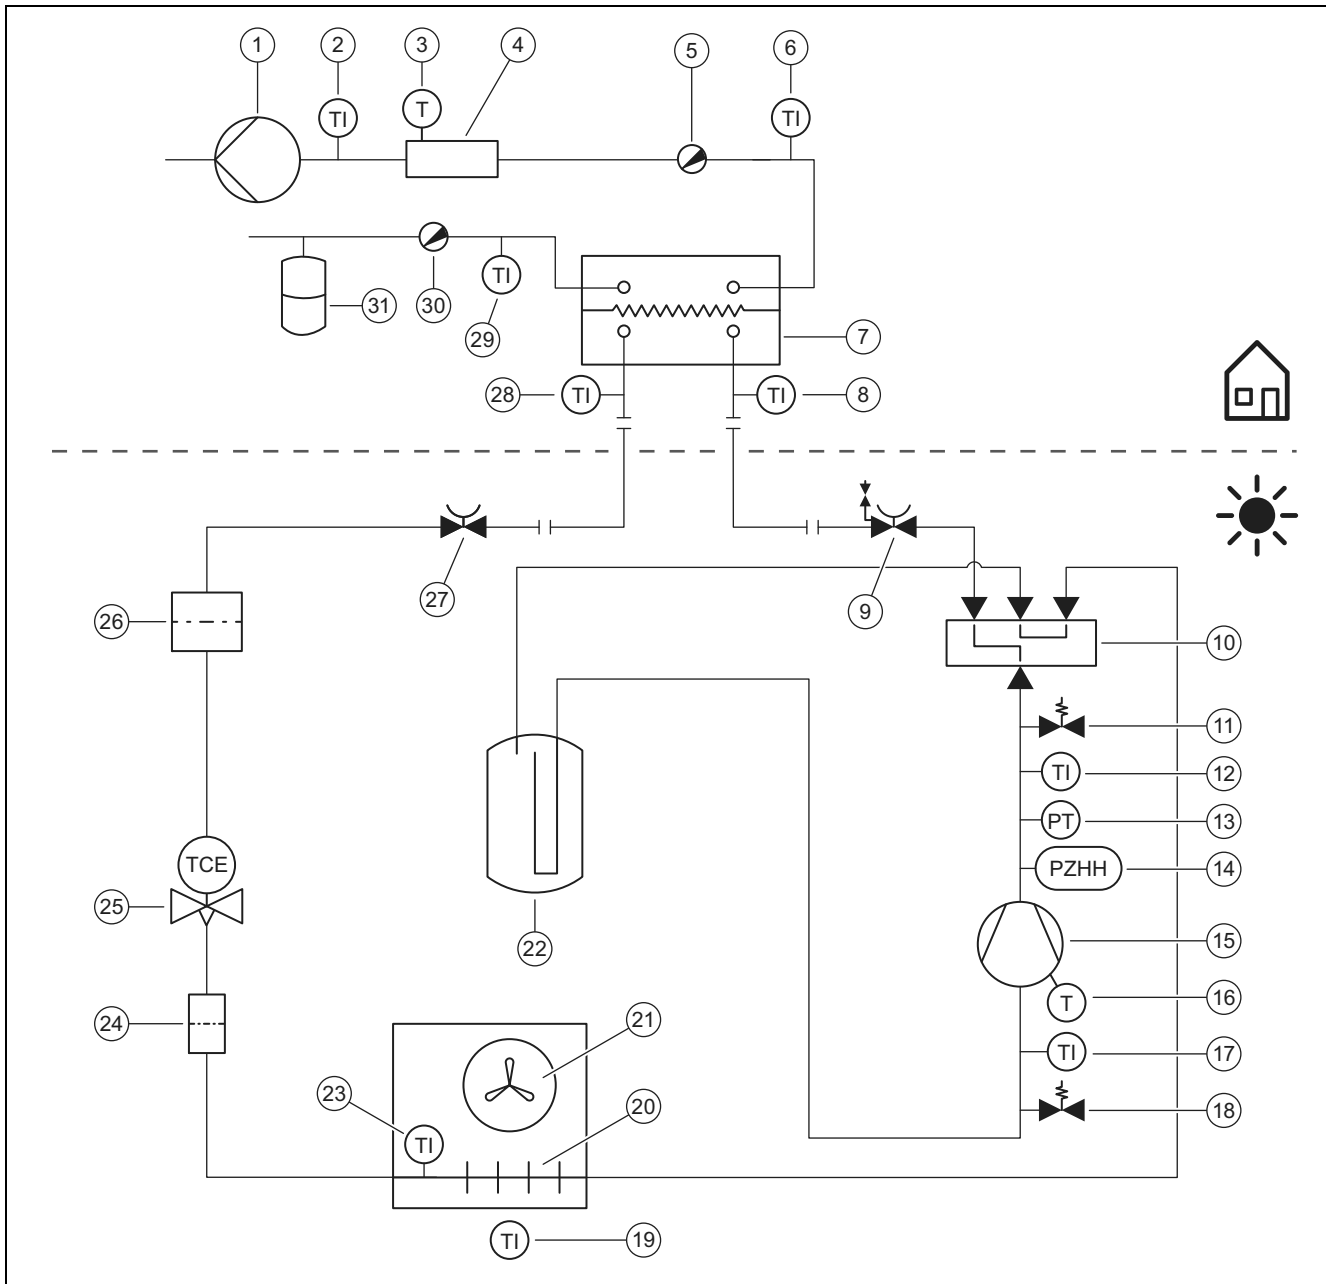 1 2 3 4 5 6
TI T TI
TI
31 30 29 7
28 TI TI 8
27 9
26 10
11
TI 12
PT 13
TCE PZHH 14
25
22 15
T 16
24 21 TI 17
23 20 18
TI
TI 19